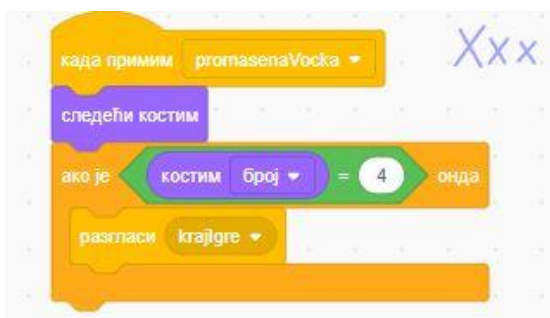 када примим promasenaVocka
Xxx
следећи костим
ако је костим број = 4 онда
разгласи krajIgre